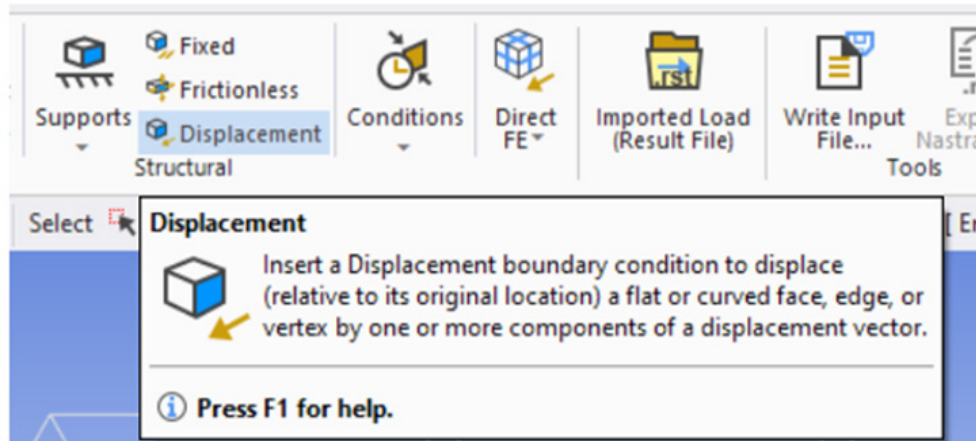 Fixed
Frictionless
Displacement
Supports
Structural
Conditions
Direct
FE
.rst
Imported Load
(Result File)
Write Input
File...
Tools
Select
Displacement
Insert a Displacement boundary condition to displace
(relative to its original location) a flat or curved face, edge, or
vertex by one or more components of a displacement vector.
Press F1 for help.